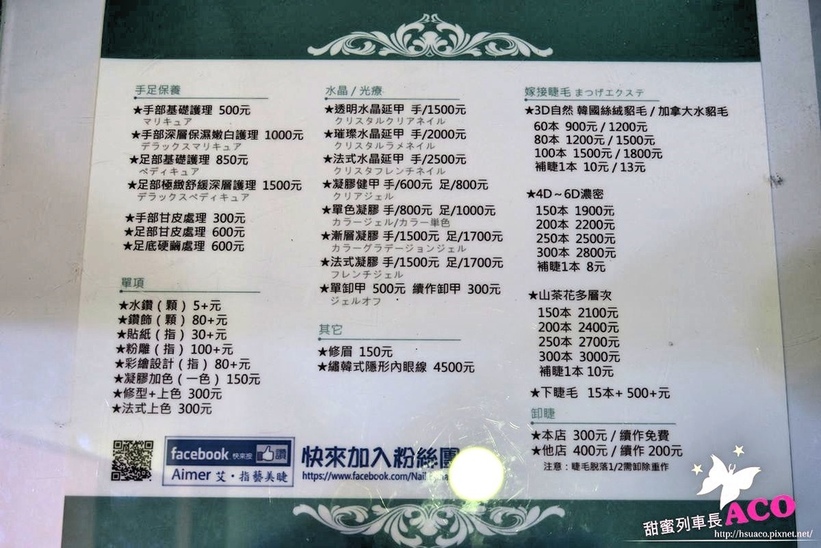 手足保養
★手部基礎護理 500元
マリキュア
★手部深層保濕嫩白護理 1000元
デラックスマリキュア
★足部基礎護理 850元
ペディキュア
★足部極緻舒緩深層護理 1500元
デラックスペディキュア
★手部甘皮處理 300元
★足部甘皮處理 600元
★足底硬繭處理 600元
單項
★水鑽(顆)5+元
★鑽飾(顆)80+元
★貼紙(指)30+元
★粉雕(指)100+元
★彩繪設計(指)80+元
★凝膠加色(一色)150元
★修型+上色 300元
★法式上色 300元
水晶/光療
★透明水晶延甲 手/1500元
クリスタルクリアネイル
★璀璨水晶延甲 手/2000元
クリスタルラメネイル
★法式水晶延甲 手/2500元
クリスタフレンチネイル
★凝膠健甲 手/600元 足/800元
クリアジェル
★單色凝膠 手/800元 足/1000元
カラージェル/カラー単色
★漸層凝膠 手/1500元 足/1700元
カラーグラデージョンジェル
★法式凝膠 手/1500元 足/1700元
フレンチジェル
★單卸甲 500元 續作卸甲 300元
ジェルオフ
其它
★修眉 150元
★繡韓式隱形內眼線 4500元
嫁接睫毛 まつげエクステ
★3D自然 韓國絲絨貂毛/加拿大水貂毛
60本 900元/1200元
80本 1200元/1500元
100本 1500元/1800元
補睫1本 10元/13元
★4D~6D濃密
150本 1900元
200本 2200元
250本 2500元
300本 2800元
補睫1本 8元
★山茶花多層次
150本 2100元
200本 2400元
250本 2700元
300本 3000元
補睫1本 10元
★下睫毛 15本+ 500+元
卸睫
★本店 300元/續作免費
★他店 400元/續作 200元
注意:睫毛脫落1/2需卸除重作
facebook 快來按 讚
Aimer 艾・指藝美睫
快來加入粉絲團
https://www.facebook.com/Nail
甜蜜列車長ACO
http://hsuaco.pixnet.net/